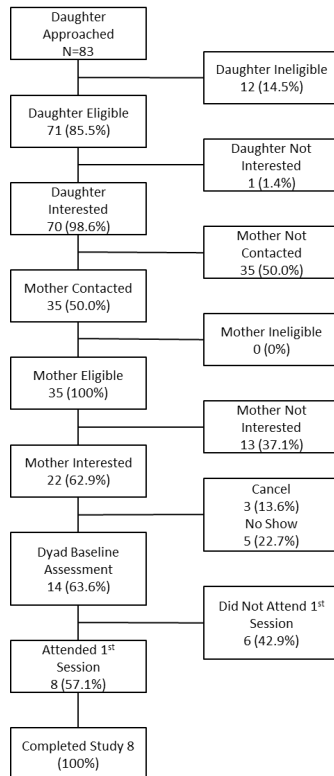 Daughter
Approached
N=83
Daughter Ineligible
12 (14.5%)
Daughter Eligible
71 (85.5%)
Daughter Not
Interested
1 (1.4%)
Daughter
Interested
70 (98.6%)
Mother Not
Contacted
35 (50.0%)
Mother Contacted
35 (50.0%)
Mother Ineligible
0 (0%)
Mother Eligible
35 (100%)
Mother Not
Interested
13 (37.1%)
Mother Interested
22 (62.9%)
Cancel
3 (13.6%)
No Show
5 (22.7%)
Dyad Baseline
Assessment
14 (63.6%)
Did Not Attend 1st
Session
6 (42.9%)
Attended 1st
Session
8 (57.1%)
Completed Study 8
(100%)